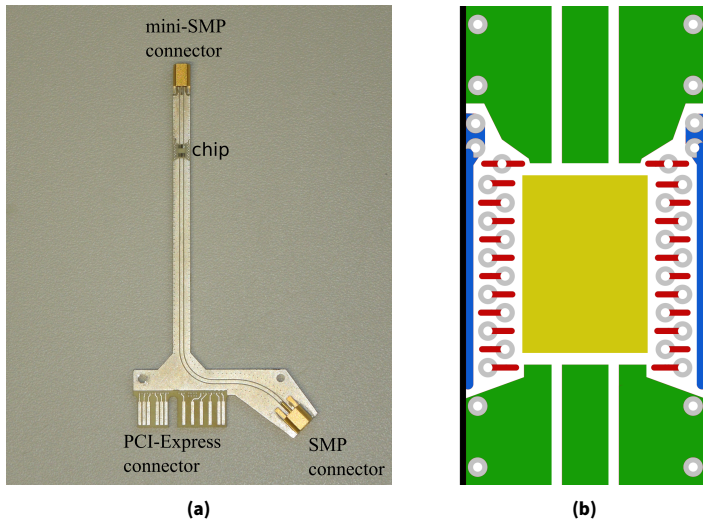 mini-SMP
connector
chip
PCI-Express
connector
SMP
connector
(a)
(b)